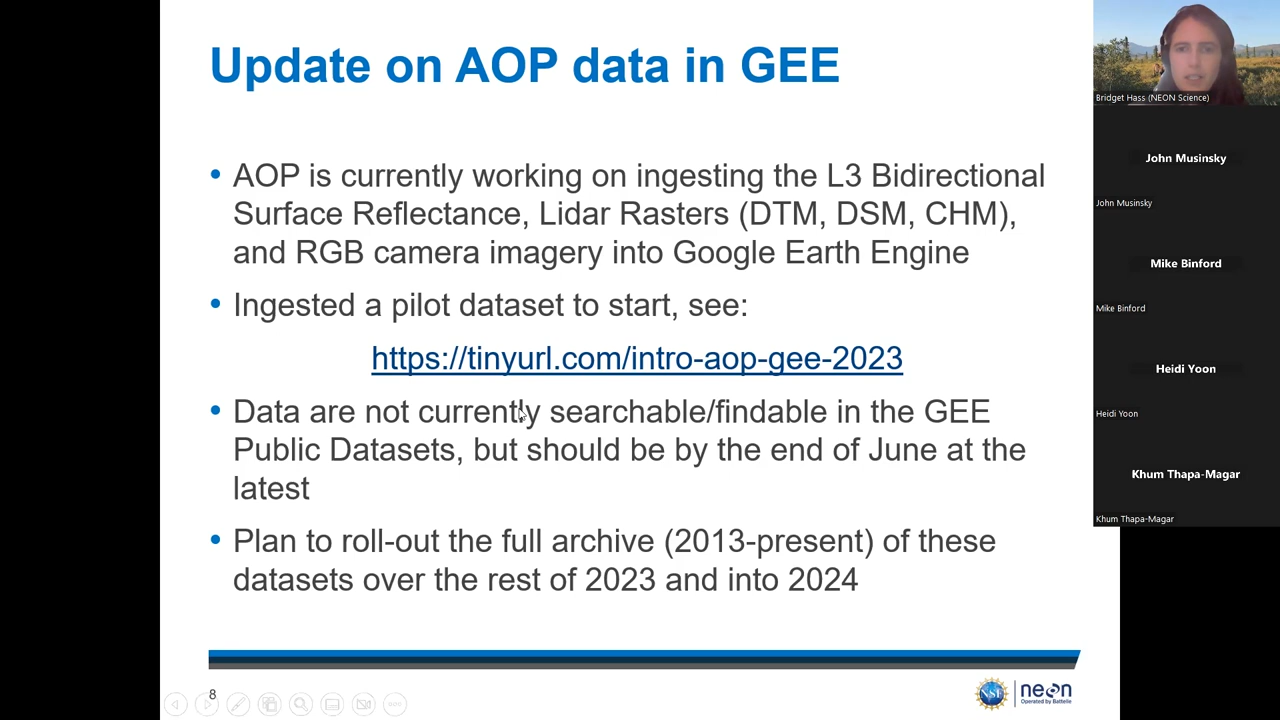 Update on AOP data in GEE
• AOP is currently working on ingesting the L3 Bidirectional
Surface Reflectance, Lidar Rasters (DTM, DSM, CHM),
and RGB camera imagery into Google Earth Engine
• Ingested a pilot dataset to start, see:
https://tinyurl.com/intro-aop-gee-2023
• Data are not currently searchable/findable in the GEE
Public Datasets, but should be by the end of June at the
latest
• Plan to roll-out the full archive (2013-present) of these
datasets over the rest of 2023 and into 2024
8
NSF
neon
Operated by Battelle
Bridget Hass (NEON Science)
John Musinsky
John Musinsky
Mike Binford
Mike Binford
Heidi Yoon
Heidi Yoon
Khum Thapa-Magar
Khum Thapa-Magar